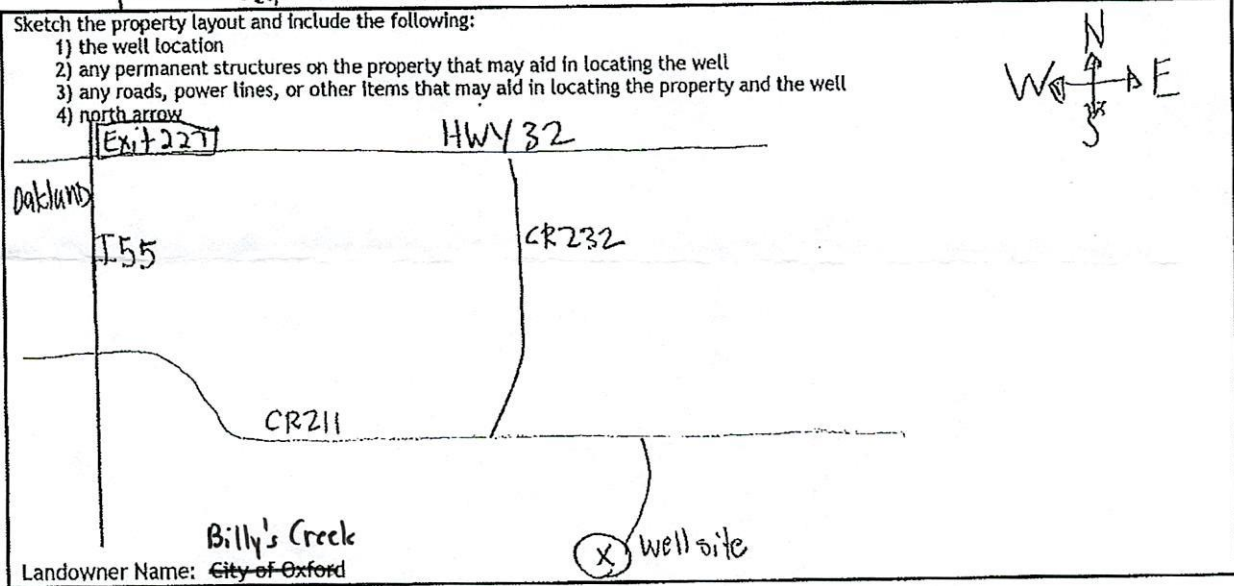 Sketch the property layout and include the following:
1) the well location
2) any permanent structures on the property that may aid in locating the well
3) any roads, power lines, or other items that may aid in locating the property and the well
4) north arrow
N
W E
S
Exit 227
HWY 32
Oakland
I55
CR232
CR211
Billy's Creek
well site
X
Landowner Name: City of Oxford